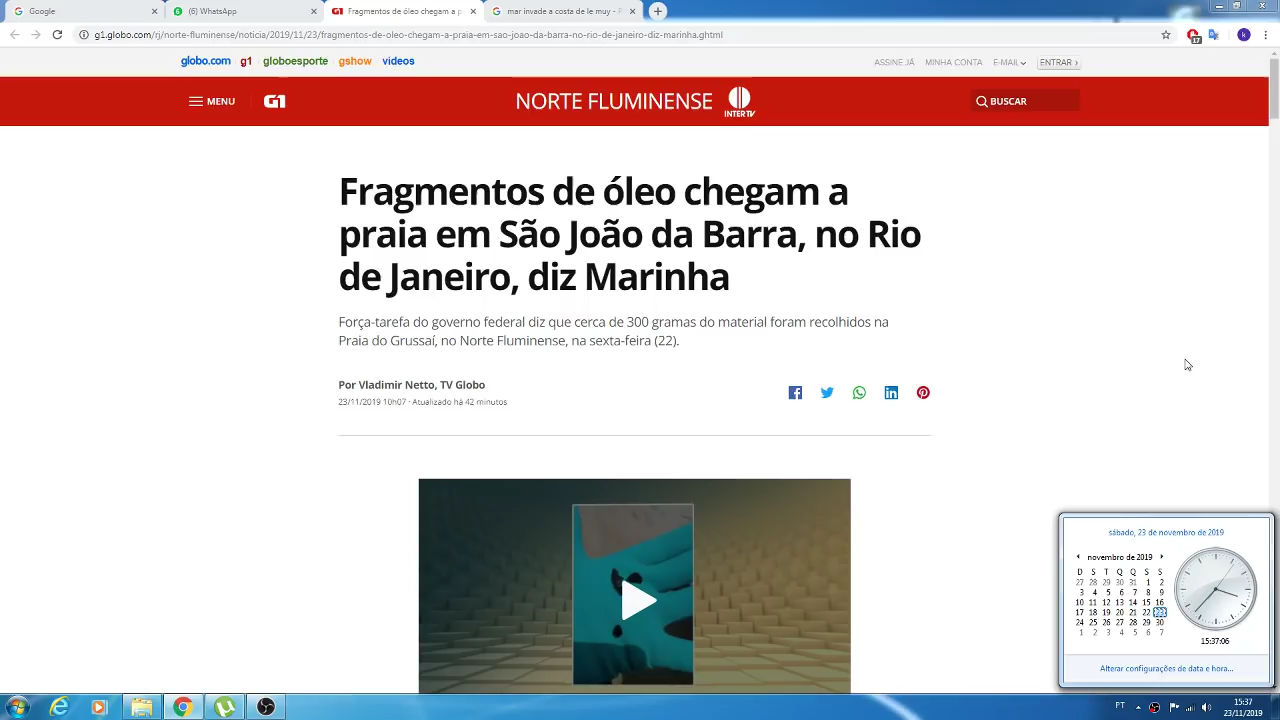 Google
(6) WhatsApp
Fragmentos de óleo chegam a p
mar invade a costa de le muy - P
g1.globo.com/rj/norte-fluminense/noticia/2019/11/23/fragmentos-de-oleo-chegam-a-praia-em-sao-joao-da-barra-no-rio-de-janeiro-diz-marinha.ghtml
17
k
globo.com g1 globoesporte gshow videos
ASSINE JÁ MINHA CONTA E-MAIL ENTRAR ›
MENU G1 NORTE FLUMINENSE INTER TV BUSCAR
Fragmentos de óleo chegam a
praia em São João da Barra, no Rio
de Janeiro, diz Marinha
Força-tarefa do governo federal diz que cerca de 300 gramas do material foram recolhidos na
Praia do Grussaí, no Norte Fluminense, na sexta-feira (22).
Por Vladimir Netto, TV Globo
23/11/2019 10h07 · Atualizado há 42 minutos
sábado, 23 de novembro de 2019
novembro de 2019
D S T Q Q S S
27 28 29 30 31 1 2
3 4 5 6 7 8 9
10 11 12 13 14 15 16
17 18 19 20 21 22 23
24 25 26 27 28 29 30
1 2 3 4 5 6 7
15:37:06
Alterar configurações de data e hora...
PT
15:37
23/11/2019